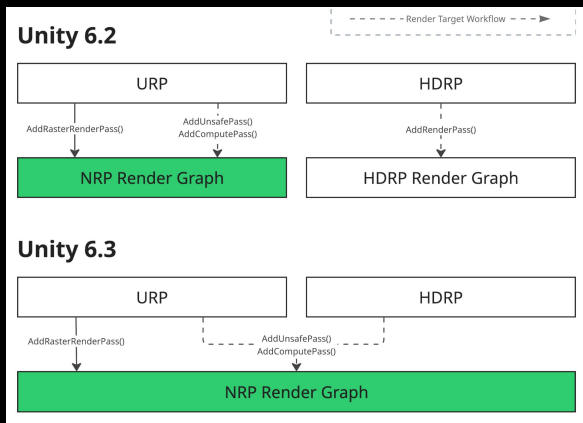 Render Target Workflow
Unity 6.2
URP
HDRP
AddRasterRenderPass()
AddUnsafePass()
AddComputePass()
AddRenderPass()
NRP Render Graph
HDRP Render Graph
Unity 6.3
URP
HDRP
AddRasterRenderPass()
AddUnsafePass()
AddComputePass()
NRP Render Graph